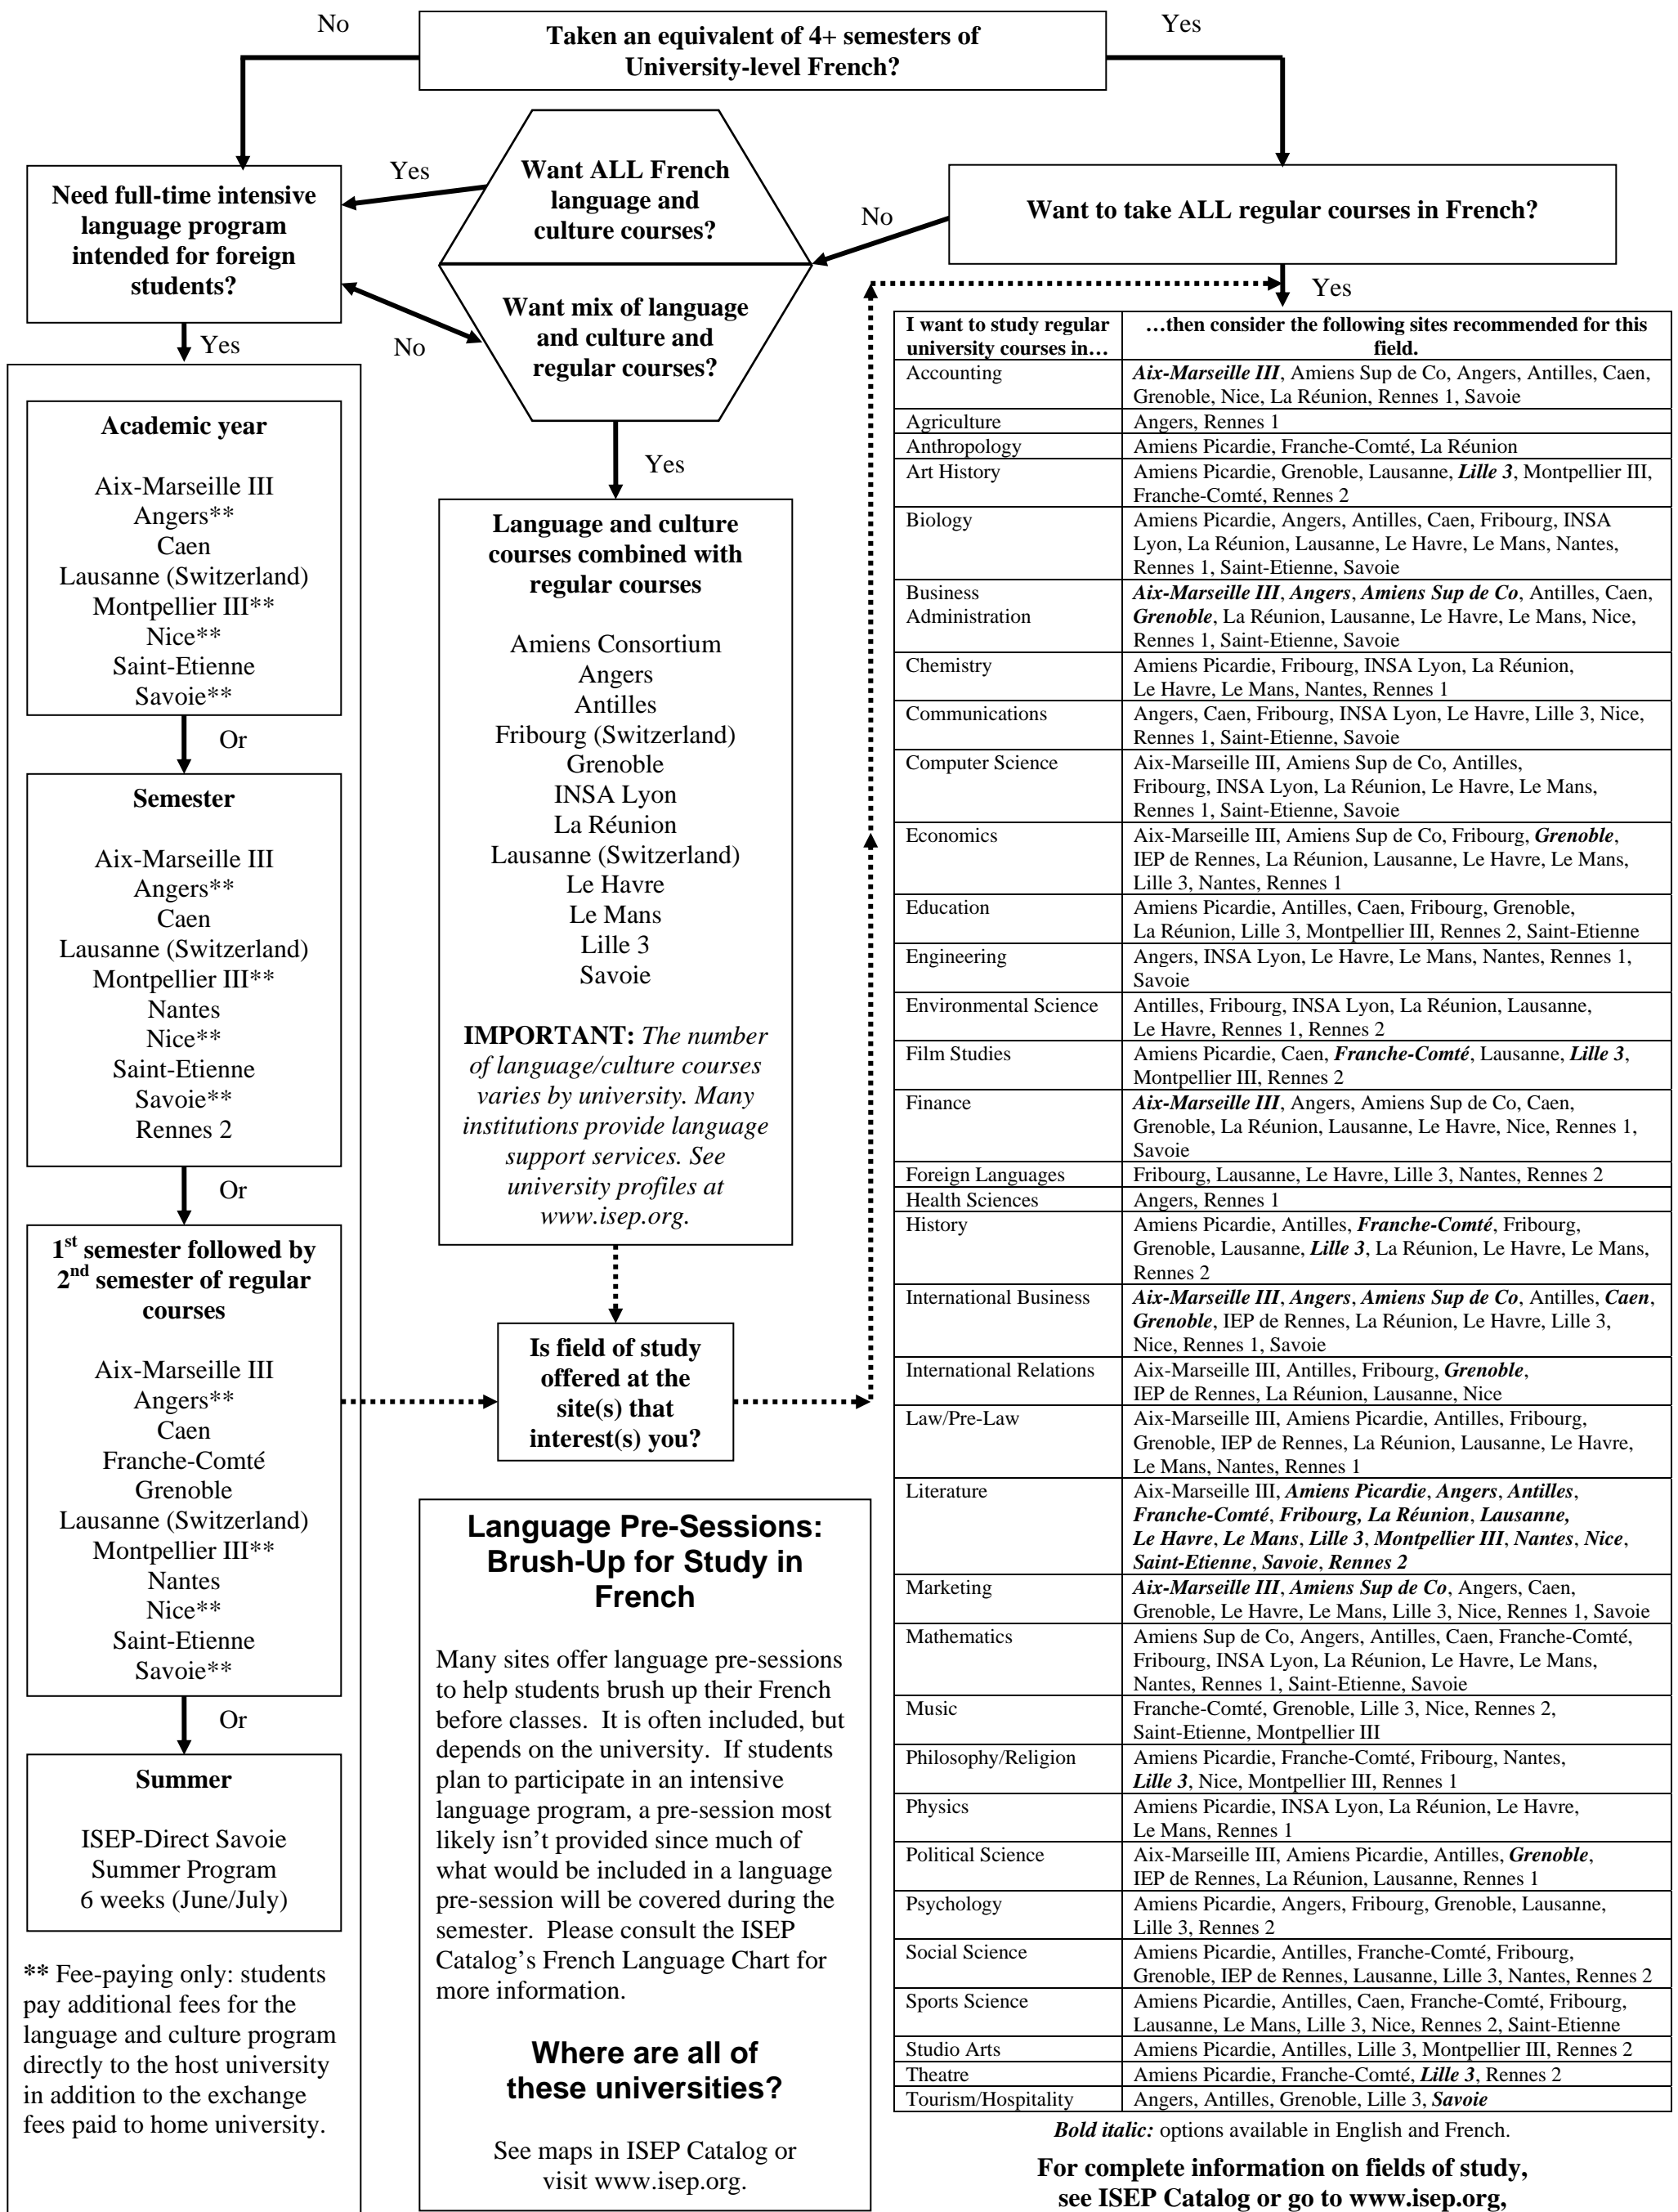 No
Taken an equivalent of 4+ semesters of
University-level French?
Yes
Need full-time intensive
language program
intended for foreign
students?
Yes
Want ALL French
language and
culture courses?
Want mix of language
and culture and
regular courses?
No
Want to take ALL regular courses in French?
Yes
No
Yes
Yes
Academic year
Aix-Marseille III
Angers**
Caen
Lausanne (Switzerland)
Montpellier III**
Nice**
Saint-Etienne
Savoie**
Or
Semester
Aix-Marseille III
Angers**
Caen
Lausanne (Switzerland)
Montpellier III**
Nantes
Nice**
Saint-Etienne
Savoie**
Rennes 2
Or
1st semester followed by
2nd semester of regular
courses
Aix-Marseille III
Angers**
Caen
Franche-Comté
Grenoble
Lausanne (Switzerland)
Montpellier III**
Nantes
Nice**
Saint-Etienne
Savoie**
Or
Summer
ISEP-Direct Savoie
Summer Program
6 weeks (June/July)
** Fee-paying only: students
pay additional fees for the
language and culture program
directly to the host university
in addition to the exchange
fees paid to home university.
Language and culture
courses combined with
regular courses
Amiens Consortium
Angers
Antilles
Fribourg (Switzerland)
Grenoble
INSA Lyon
La Réunion
Lausanne (Switzerland)
Le Havre
Le Mans
Lille 3
Savoie
IMPORTANT: The number
of language/culture courses
varies by university. Many
institutions provide language
support services. See
university profiles at
www.isep.org.
Is field of study
offered at the
site(s) that
interest(s) you?
Language Pre-Sessions:
Brush-Up for Study in
French
Many sites offer language pre-sessions
to help students brush up their French
before classes. It is often included, but
depends on the university. If students
plan to participate in an intensive
language program, a pre-session most
likely isn't provided since much of
what would be included in a language
pre-session will be covered during the
semester. Please consult the ISEP
Catalog's French Language Chart for
more information.
Where are all of
these universities?
See maps in ISEP Catalog or
visit www.isep.org.
I want to study regular
university courses in…
…then consider the following sites recommended for this
field.
Accounting
Aix-Marseille III, Amiens Sup de Co, Angers, Antilles, Caen,
Grenoble, Nice, La Réunion, Rennes 1, Savoie
Agriculture
Angers, Rennes 1
Anthropology
Amiens Picardie, Franche-Comté, La Réunion
Art History
Amiens Picardie, Grenoble, Lausanne, Lille 3, Montpellier III,
Franche-Comté, Rennes 2
Biology
Amiens Picardie, Angers, Antilles, Caen, Fribourg, INSA
Lyon, La Réunion, Lausanne, Le Havre, Le Mans, Nantes,
Rennes 1, Saint-Etienne, Savoie
Business
Administration
Aix-Marseille III, Angers, Amiens Sup de Co, Antilles, Caen,
Grenoble, La Réunion, Lausanne, Le Havre, Le Mans, Nice,
Rennes 1, Saint-Etienne, Savoie
Chemistry
Amiens Picardie, Fribourg, INSA Lyon, La Réunion,
Le Havre, Le Mans, Nantes, Rennes 1
Communications
Angers, Caen, Fribourg, INSA Lyon, Le Havre, Lille 3, Nice,
Rennes 1, Saint-Etienne, Savoie
Computer Science
Aix-Marseille III, Amiens Sup de Co, Antilles,
Fribourg, INSA Lyon, La Réunion, Le Havre, Le Mans,
Rennes 1, Saint-Etienne, Savoie
Economics
Aix-Marseille III, Amiens Sup de Co, Fribourg, Grenoble,
IEP de Rennes, La Réunion, Lausanne, Le Havre, Le Mans,
Lille 3, Nantes, Rennes 1
Education
Amiens Picardie, Antilles, Caen, Fribourg, Grenoble,
La Réunion, Lille 3, Montpellier III, Rennes 2, Saint-Etienne
Engineering
Angers, INSA Lyon, Le Havre, Le Mans, Nantes, Rennes 1,
Savoie
Environmental Science
Antilles, Fribourg, INSA Lyon, La Réunion, Lausanne,
Le Havre, Rennes 1, Rennes 2
Film Studies
Amiens Picardie, Caen, Franche-Comté, Lausanne, Lille 3,
Montpellier III, Rennes 2
Finance
Aix-Marseille III, Angers, Amiens Sup de Co, Caen,
Grenoble, La Réunion, Lausanne, Le Havre, Nice, Rennes 1,
Savoie
Foreign Languages
Fribourg, Lausanne, Le Havre, Lille 3, Nantes, Rennes 2
Health Sciences
Angers, Rennes 1
History
Amiens Picardie, Antilles, Franche-Comté, Fribourg,
Grenoble, Lausanne, Lille 3, La Réunion, Le Havre, Le Mans,
Rennes 2
International Business
Aix-Marseille III, Angers, Amiens Sup de Co, Antilles, Caen,
Grenoble, IEP de Rennes, La Réunion, Le Havre, Lille 3,
Nice, Rennes 1, Savoie
International Relations
Aix-Marseille III, Antilles, Fribourg, Grenoble,
IEP de Rennes, La Réunion, Lausanne, Nice
Law/Pre-Law
Aix-Marseille III, Amiens Picardie, Antilles, Fribourg,
Grenoble, IEP de Rennes, La Réunion, Lausanne, Le Havre,
Le Mans, Nantes, Rennes 1
Literature
Aix-Marseille III, Amiens Picardie, Angers, Antilles,
Franche-Comté, Fribourg, La Réunion, Lausanne,
Le Havre, Le Mans, Lille 3, Montpellier III, Nantes, Nice,
Saint-Etienne, Savoie, Rennes 2
Marketing
Aix-Marseille III, Amiens Sup de Co, Angers, Caen,
Grenoble, Le Havre, Le Mans, Lille 3, Nice, Rennes 1, Savoie
Mathematics
Amiens Sup de Co, Angers, Antilles, Caen, Franche-Comté,
Fribourg, INSA Lyon, La Réunion, Le Havre, Le Mans,
Nantes, Rennes 1, Saint-Etienne, Savoie
Music
Franche-Comté, Grenoble, Lille 3, Nice, Rennes 2,
Saint-Etienne, Montpellier III
Philosophy/Religion
Amiens Picardie, Franche-Comté, Fribourg, Nantes,
Lille 3, Nice, Montpellier III, Rennes 1
Physics
Amiens Picardie, INSA Lyon, La Réunion, Le Havre,
Le Mans, Rennes 1
Political Science
Aix-Marseille III, Amiens Picardie, Antilles, Grenoble,
IEP de Rennes, La Réunion, Lausanne, Rennes 1
Psychology
Amiens Picardie, Angers, Fribourg, Grenoble, Lausanne,
Lille 3, Rennes 2
Social Science
Amiens Picardie, Antilles, Franche-Comté, Fribourg,
Grenoble, IEP de Rennes, Lausanne, Lille 3, Nantes, Rennes 2
Sports Science
Amiens Picardie, Antilles, Caen, Franche-Comté, Fribourg,
Lausanne, Le Mans, Lille 3, Nice, Rennes 2, Saint-Etienne
Studio Arts
Amiens Picardie, Antilles, Lille 3, Montpellier III, Rennes 2
Theatre
Amiens Picardie, Franche-Comté, Lille 3, Rennes 2
Tourism/Hospitality
Angers, Antilles, Grenoble, Lille 3, Savoie
Bold italic: options available in English and French.
For complete information on fields of study,
see ISEP Catalog or go to www.isep.org,